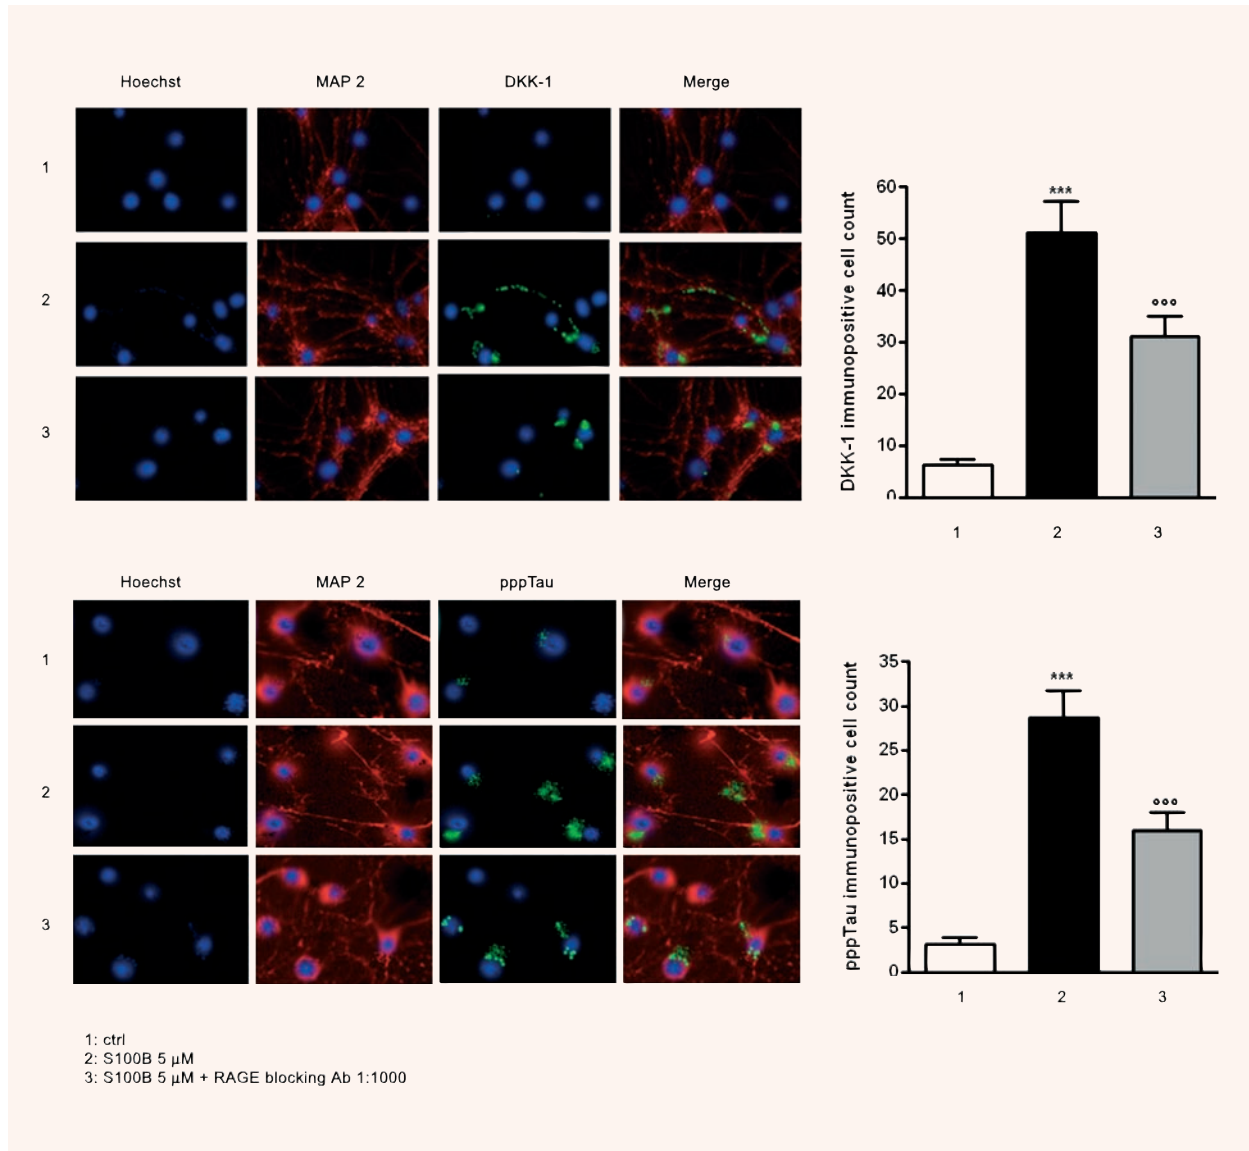 Hoechst MAP 2 DKK-1 Merge
1
2
3
DKK-1 immunopositive cell count
60
50
40
30
20
10
0
***
°°°
1 2 3
Hoechst MAP 2 pppTau Merge
1
2
3
pppTau immunopositive cell count
35
30
25
20
15
10
5
0
***
°°°
1 2 3
1: ctrl
2: S100B 5 µM
3: S100B 5 µM + RAGE blocking Ab 1:1000